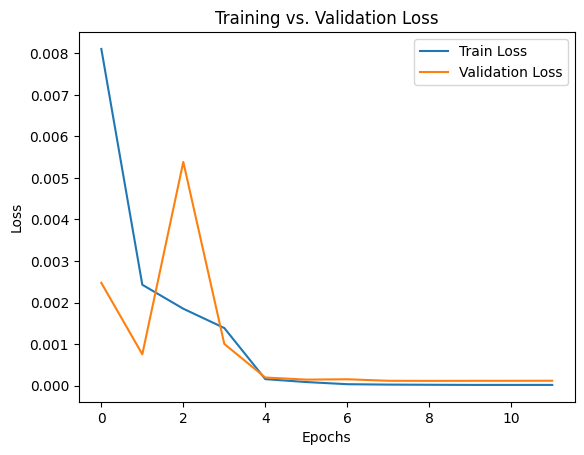 Training vs. Validation Loss
Train Loss
Validation Loss
0.008
0.007
0.006
0.005
0.004
0.003
0.002
0.001
0.000
Loss
0 2 4 6 8 10
Epochs